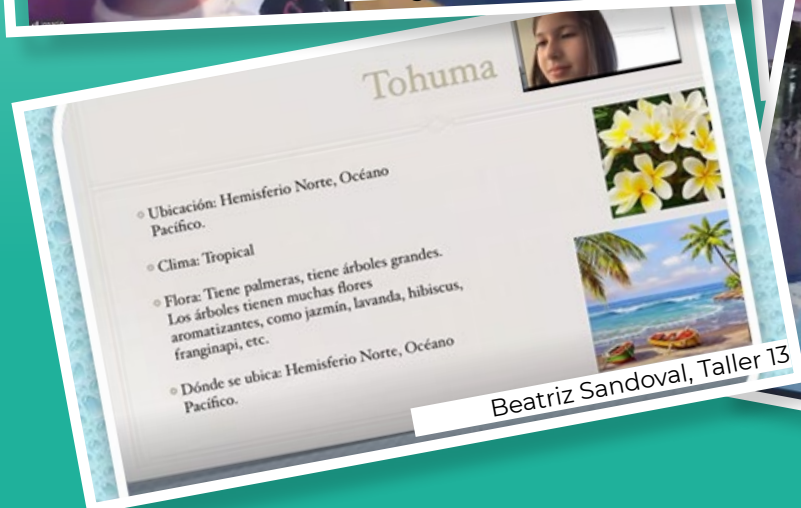 Tohuma
Ubicación: Hemisferio Norte, Océano
Pacífico.
Clima: Tropical
Flora: Tiene palmeras, tiene árboles grandes.
Los árboles tienen muchas flores
aromatizantes, como jazmín, lavanda, hibiscus,
franginapi, etc.
Dónde se ubica: Hemisferio Norte, Océano
Pacífico.
Beatriz Sandoval, Taller 13